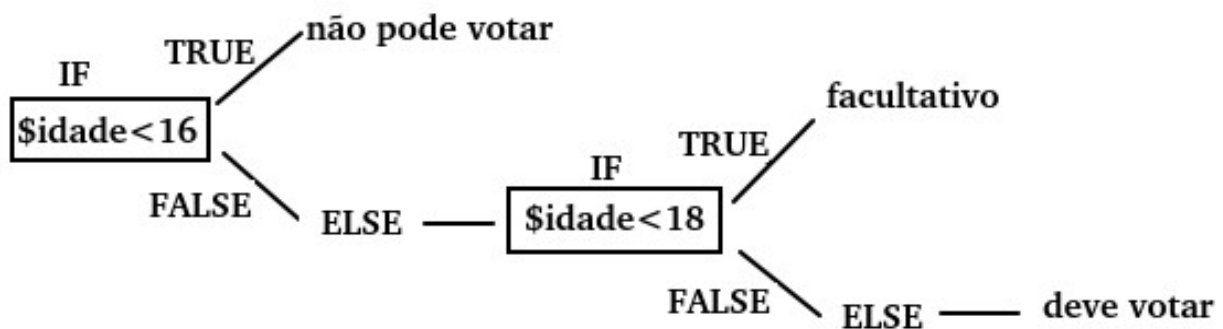 não pode votar
TRUE
IF
$idade<16
FALSE
ELSE
facultativo
TRUE
IF
$idade<18
FALSE
ELSE
deve votar